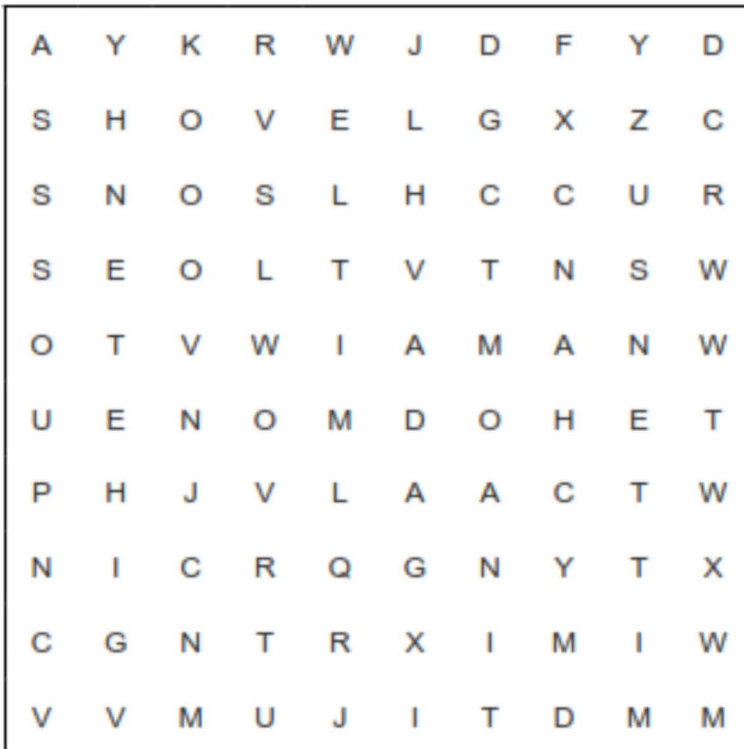 A Y K R W J D F Y D
S H O V E L G X Z C
S N O S L H C C U R
S E O L T V T N S W
O T V W I A M A N W
U E N O M D O H E T
P H J V L A A C T W
N I C R Q G N Y T X
C G N T R X I M I W
V V M U J I T D M M